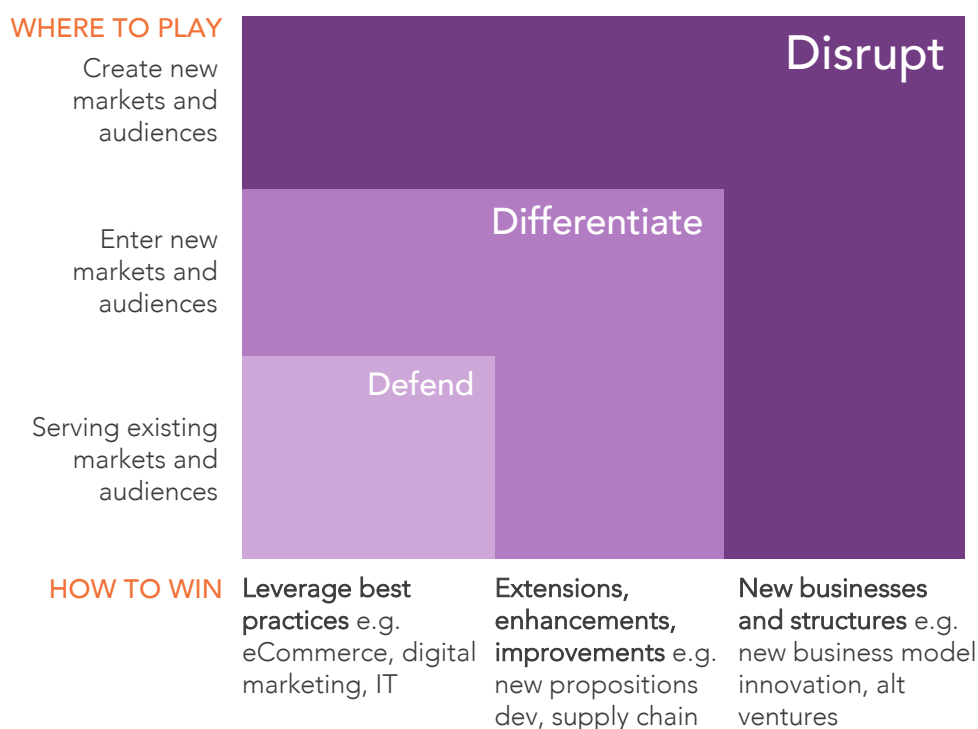 WHERE TO PLAY
Create new
markets and
audiences
Disrupt
Enter new
markets and
audiences
Differentiate
Serving existing
markets and
audiences
Defend
HOW TO WIN
Leverage best
practices e.g.
eCommerce, digital
marketing, IT
Extensions,
enhancements,
improvements e.g.
new propositions
dev, supply chain
New businesses
and structures e.g.
new business model
innovation, alt
ventures